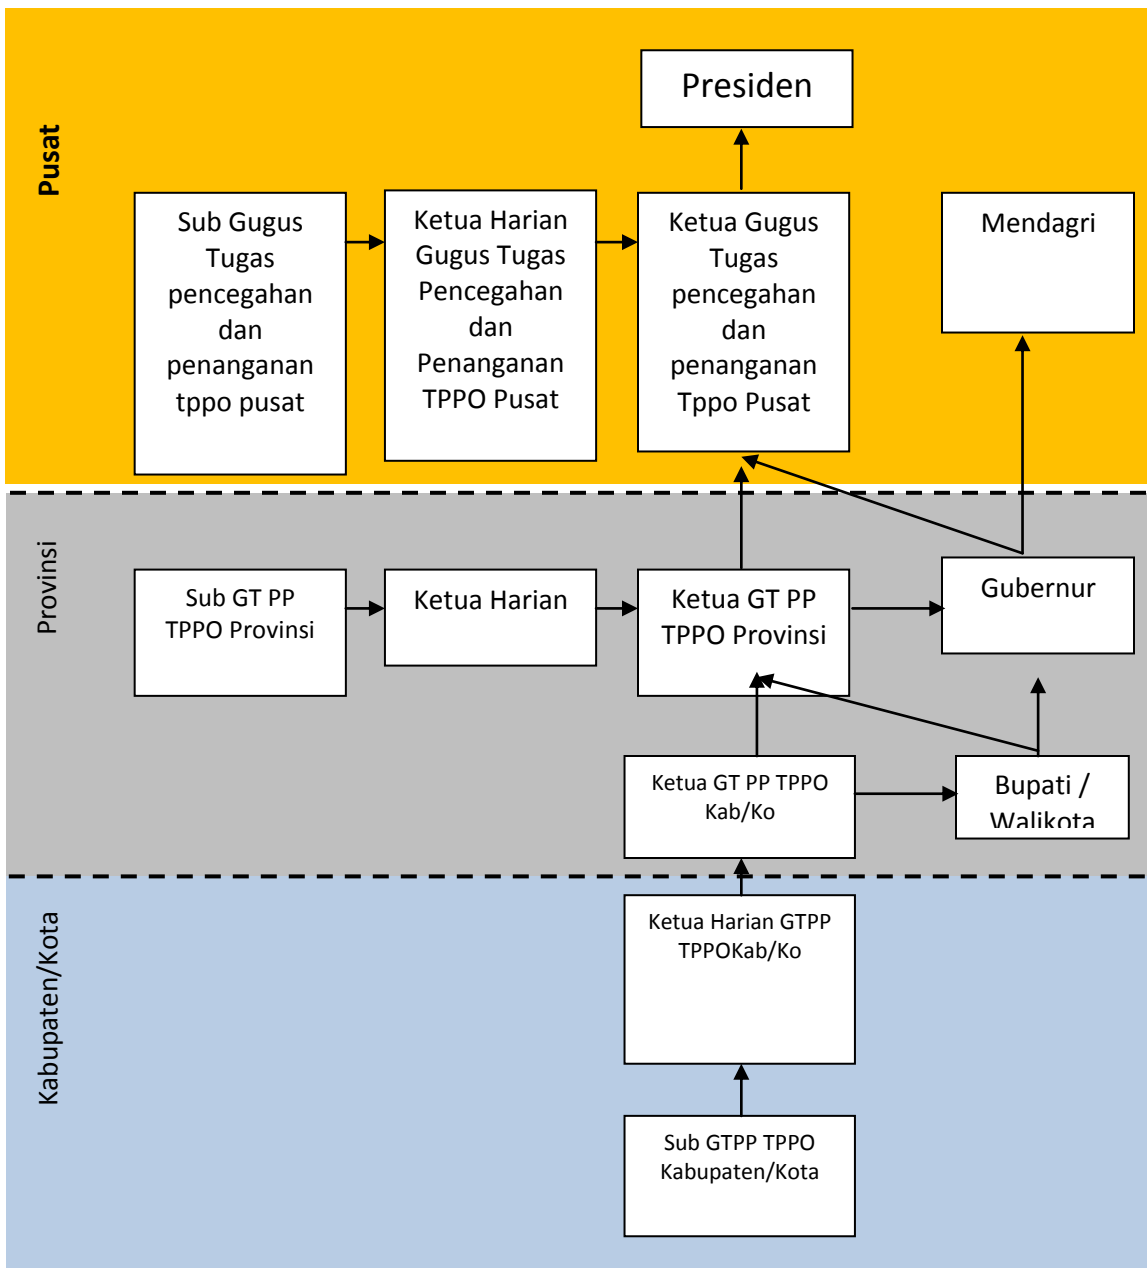 Pusat
Presiden
Sub Gugus
Tugas
pencegahan
dan
penanganan
tppo pusat
Ketua Harian
Gugus Tugas
Pencegahan
dan
Penanganan
TPPO Pusat
Ketua Gugus
Tugas
pencegahan
dan
penanganan
Tppo Pusat
Mendagri
Provinsi
Sub GT PP
TPPO Provinsi
Ketua Harian
Ketua GT PP
TPPO Provinsi
Gubernur
Ketua GT PP TPPO
Kab/Ko
Bupati /
Walikota
Kabupaten/Kota
Ketua Harian GTPP
TPPOKab/Ko
Sub GTPP TPPO
Kabupaten/Kota